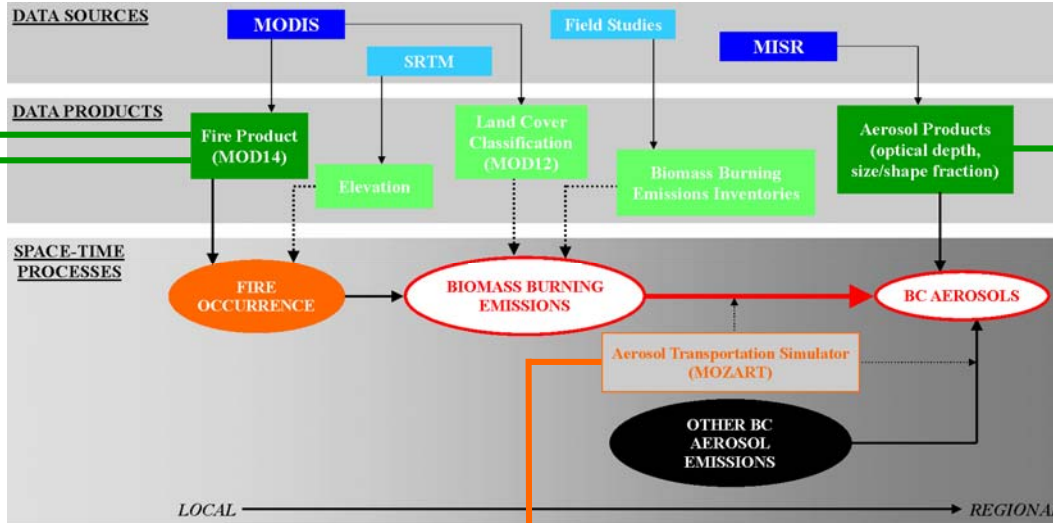 DATA SOURCES
MODIS
Field Studies
MISR
SRTM
DATA PRODUCTS
Fire Product
(MOD14)
Land Cover
Classification
(MOD12)
Aerosol Products
(optical depth,
size/shape fraction)
Elevation
Biomass Burning
Emissions Inventories
SPACE-TIME
PROCESSES
FIRE
OCCURRENCE
BIOMASS BURNING
EMISSIONS
BC AEROSOLS
Aerosol Transportation Simulator
(MOZART)
OTHER BC
AEROSOL
EMISSIONS
LOCAL
REGIONAL